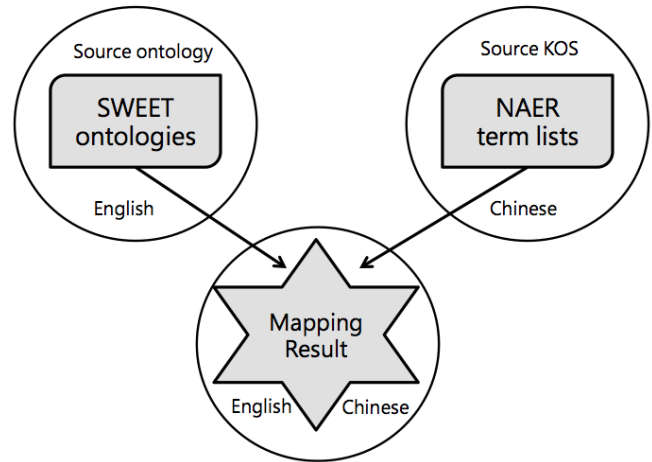 Source ontology
SWEET
ontologies
English
Source KOS
NAER
term lists
Chinese
Mapping
Result
English
Chinese